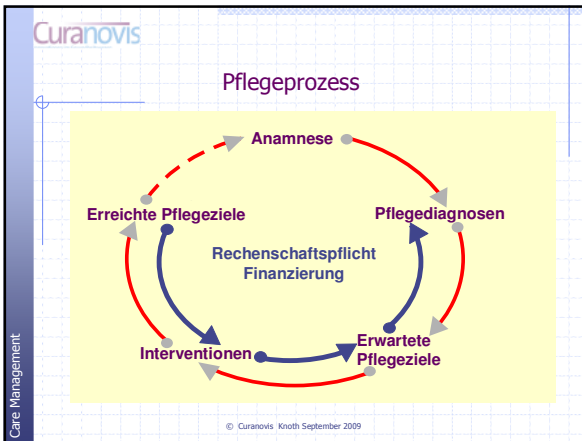 Curanovis
Pflegeprozess
Anamnese
Erreichte Pflegeziele
Pflegediagnosen
Rechenschaftspflicht
Finanzierung
Interventionen
Erwartete
Pflegeziele
Care Management
© Curanovis Knoth September 2009